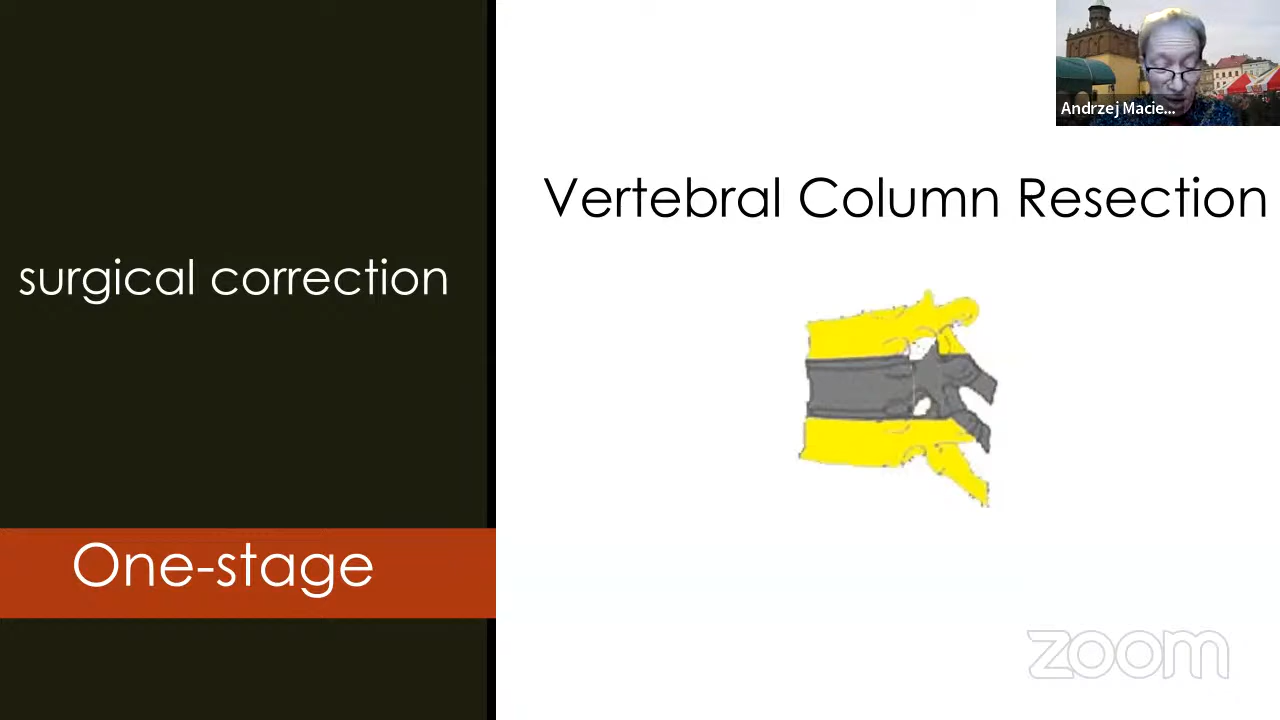 Andrzej Macie...
Vertebral Column Resection
surgical correction
One-stage
zoom